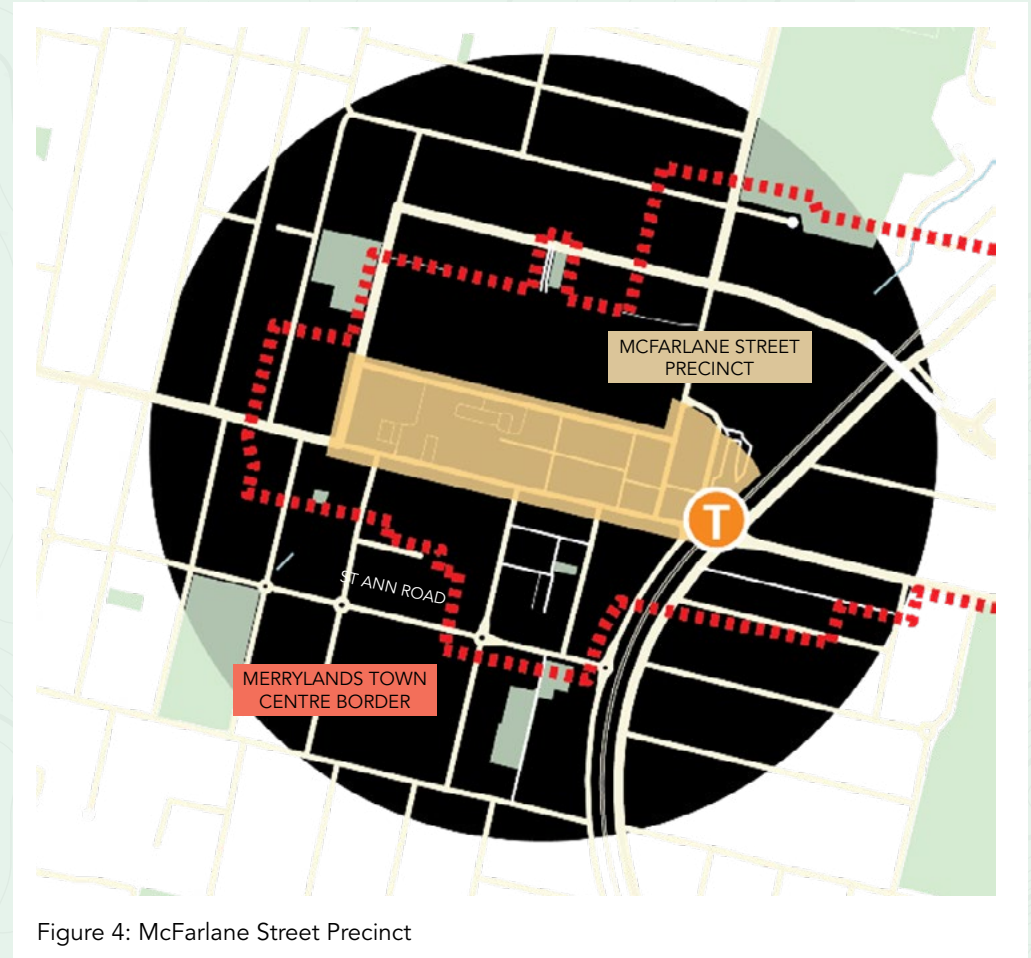 MCFARLANE STREET
PRECINCT
T
ST ANN ROAD
MERRYLANDS TOWN
CENTRE BORDER
Figure 4: McFarlane Street Precinct